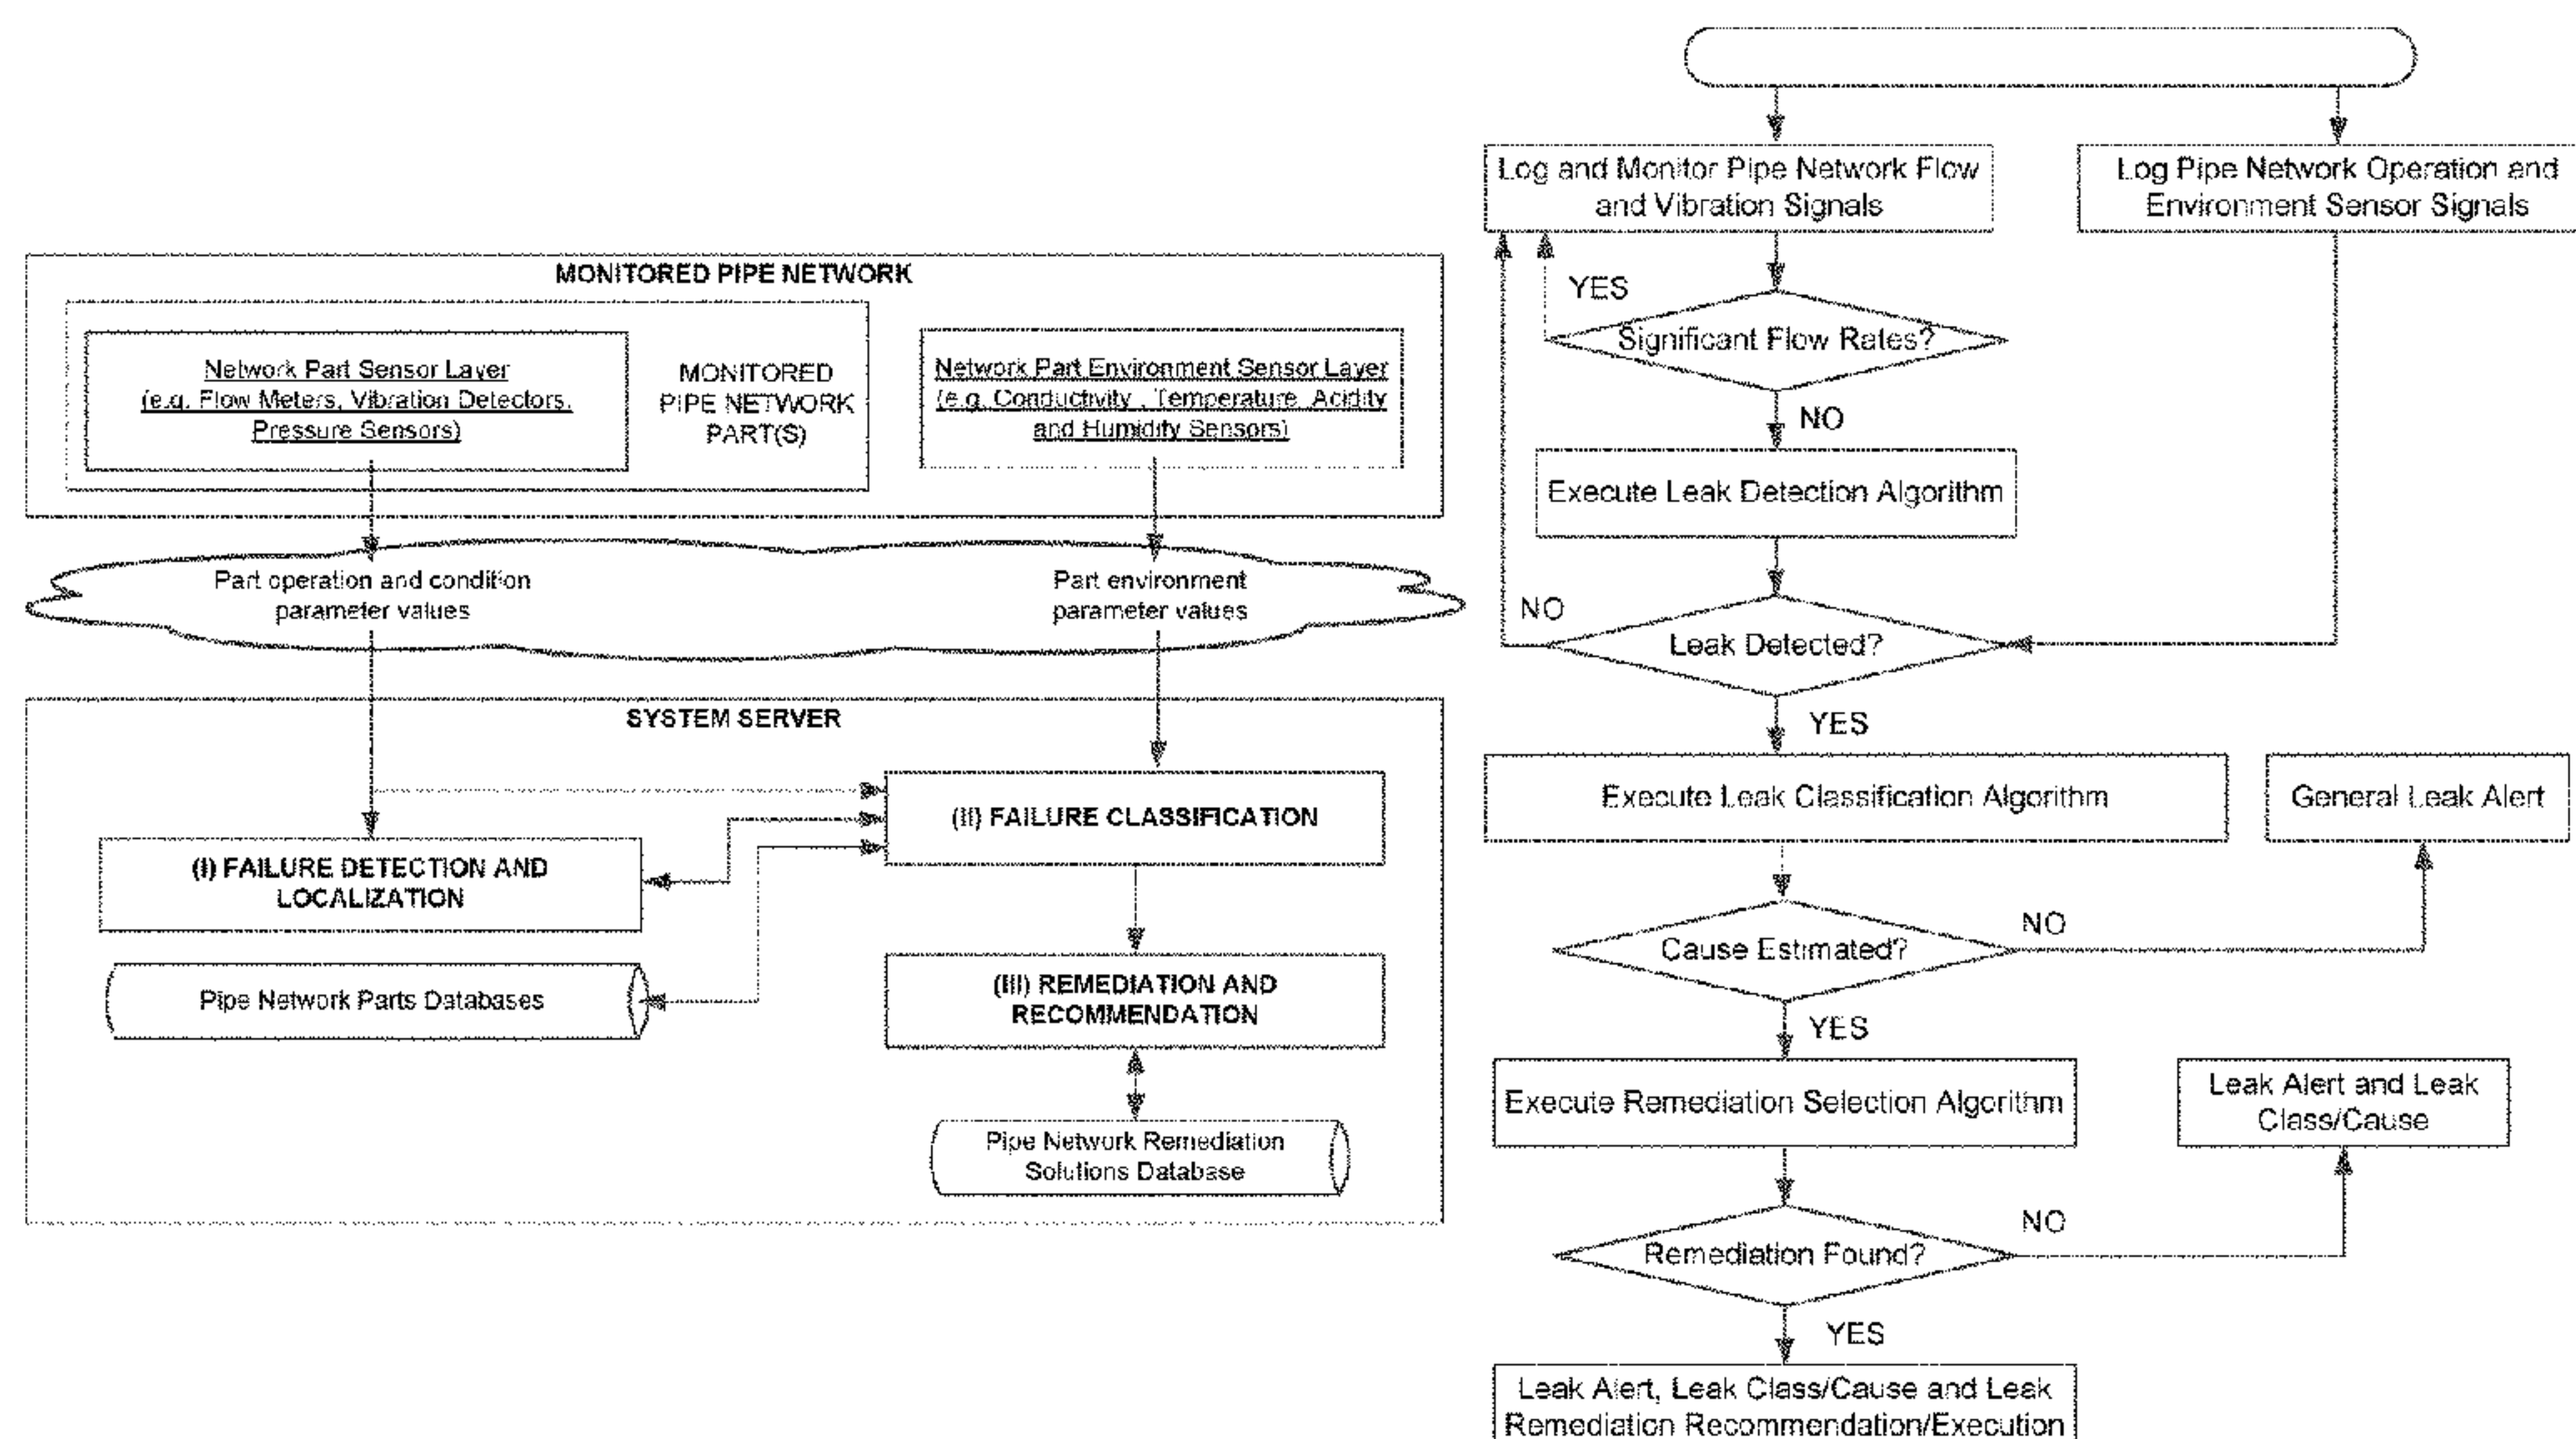 MONITORED PIPE NETWORK
Network Part Sensor Layer
(e.g. Flow Meters, Vibration Detectors,
Pressure Sensors)
MONITORED
PIPE NETWORK
PART(S)
Network Part Environment Sensor Layer
(e.g. Conductivity , Temperature, Acidity
and Humidity Sensors)
Part operation and condition
parameter values
Part environment
parameter values
SYSTEM SERVER
(I) FAILURE DETECTION AND
LOCALIZATION
(II) FAILURE CLASSIFICATION
Pipe Network Parts Databases
(III) REMEDIATION AND
RECOMMENDATION
Pipe Network Remediation
Solutions Database
Log and Monitor Pipe Network Flow
and Vibration Signals
Log Pipe Network Operation and
Environment Sensor Signals
YES
Significant Flow Rates?
NO
Execute Leak Detection Algorithm
NO
Leak Detected?
YES
Execute Leak Classification Algorithm
General Leak Alert
Cause Estimated?
NO
YES
Execute Remediation Selection Algorithm
Leak Alert and Leak
Class/Cause
Remediation Found?
NO
YES
Leak Alert, Leak Class/Cause and Leak
Remediation Recommendation/Execution